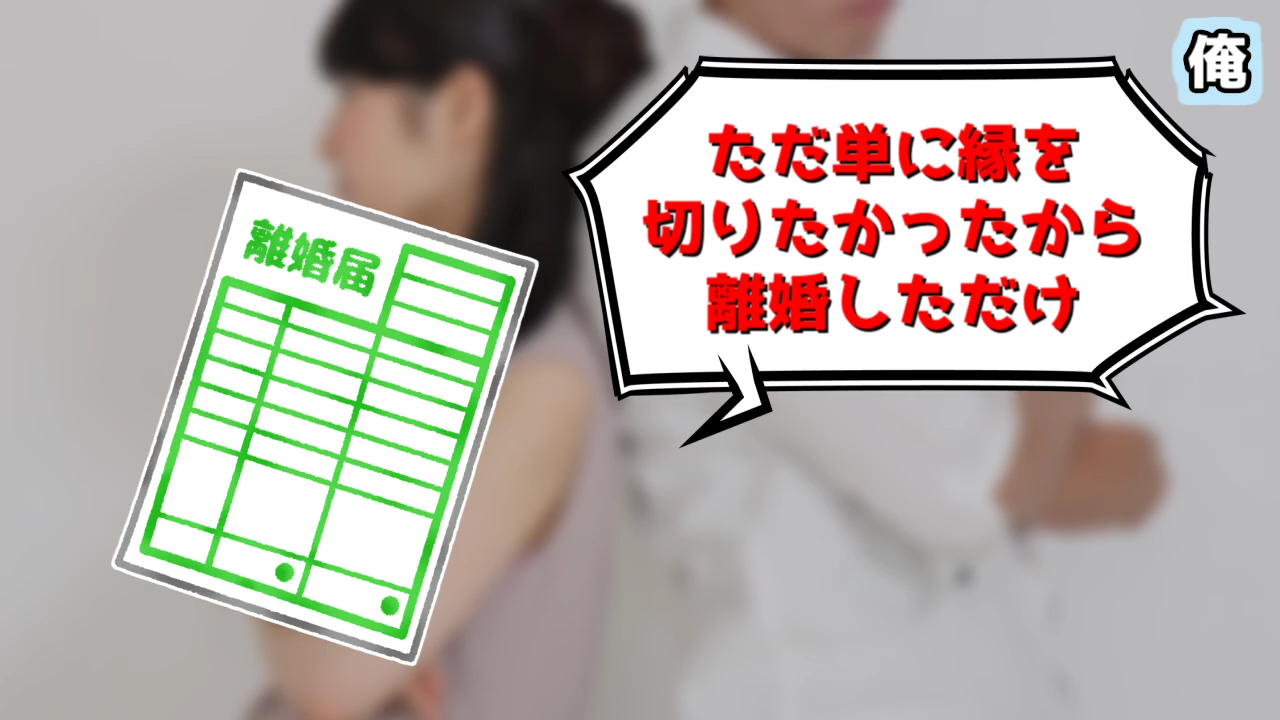 俺
ただ単に縁を
切りたかったから
離婚しただけ
離婚届